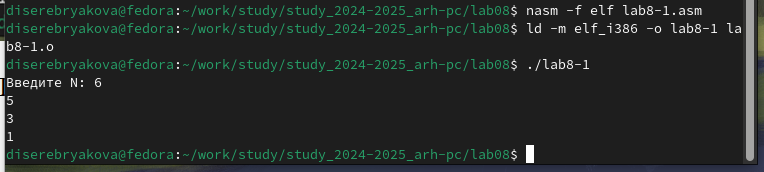 diserebryakova@fedora:~/work/study/study_2024-2025_arh-pc/lab08$ nasm -f elf lab8-1.asm
diserebryakova@fedora:~/work/study/study_2024-2025_arh-pc/lab08$ ld -m elf_i386 -o lab8-1 la
b8-1.o
diserebryakova@fedora:~/work/study/study_2024-2025_arh-pc/lab08$ ./lab8-1
Введите N: 6
5
3
1
diserebryakova@fedora:~/work/study/study_2024-2025_arh-pc/lab08$